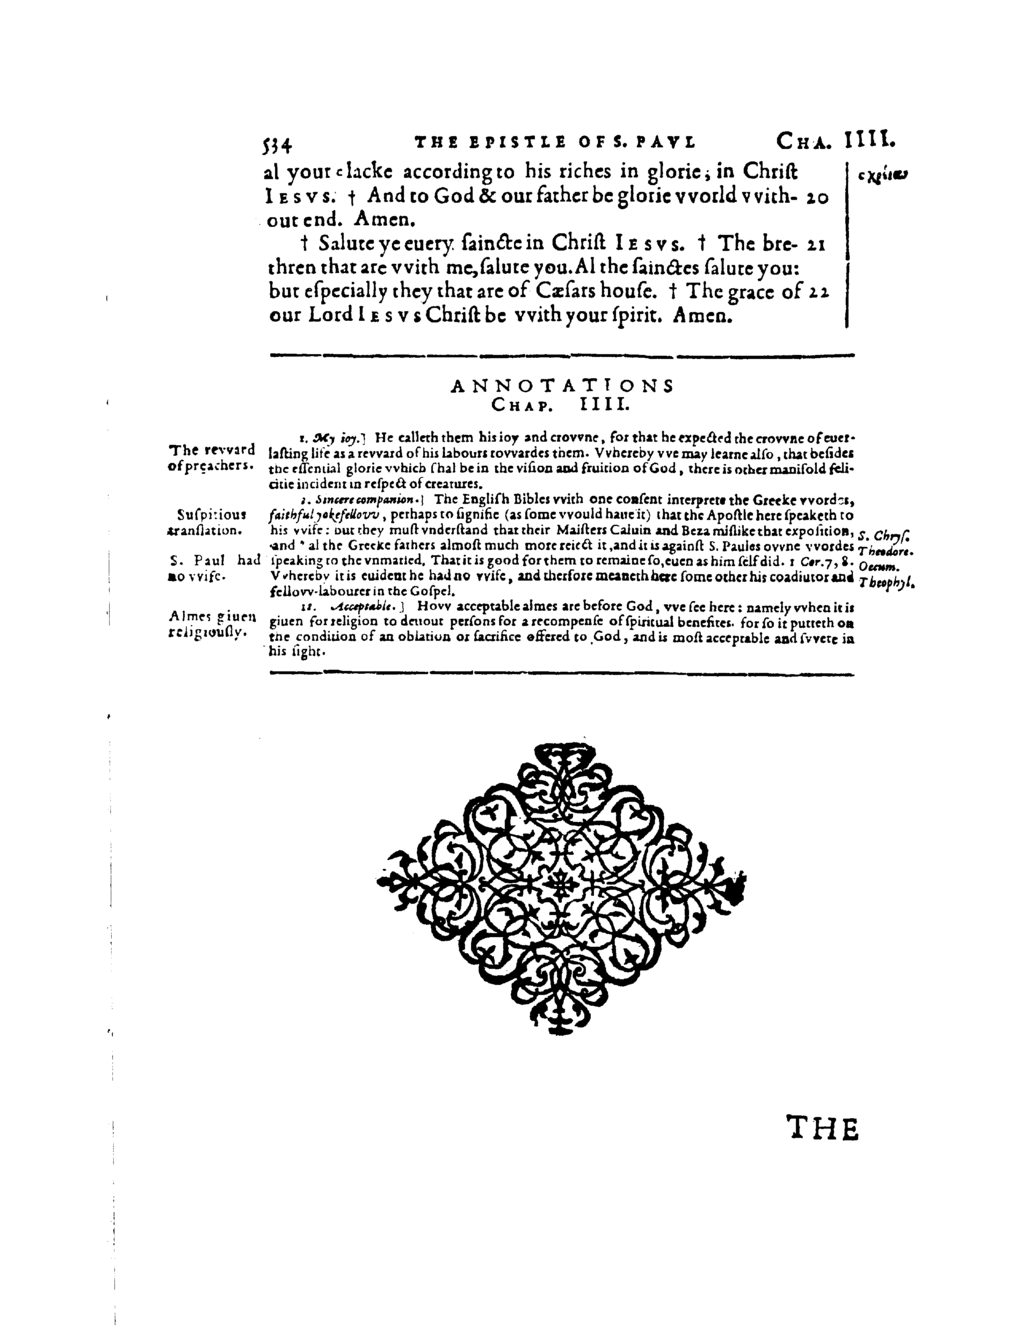 534 THE EPISTLE OF S. PAVL CHA. IIII.
al your c lacke according to his riches in glorie, in Chriſt
IESVS. † And to God & our father be glorie vvorld vvith- 20
out end. Amen.
† Salute ye euery ſaincte in Chriſt IESVS. † The bre- 21
thren that are vvith me, ſalute you. Al the ſainctes ſalute you:
but eſpecially they that are of Cæſars houſe. † The grace of 22
our Lord IESVS Chriſt be vvith your ſpirit. Amen.
c χρείαν
ANNOTATIONS
CHAP. IIII.
The revvard
of preachers.
1. My ioy.] He calleth them his ioy and crovvne, for that he expected the crovvne of euer-
laſting life as a revvard of his labours tovvardes them. Vvhereby vve may learne alſo, that beſides
the eſſential glorie vvhich ſhal be in the viſion and fruition of God, there is other manifold feli-
citie incident in reſpect of creatures.
Suſpitious
tranſlation.
S. Paul had
no vvife.
3. Sincere companion.] The Engliſh Bibles vvith one conſent interprete the Greeke vvordes,
faithful yokefellovv, perhaps to ſignifie (as ſome vvould haue it) that the Apoſtle here ſpeaketh to
his vvife: but they muſt vnderſtand that their Maiſters Caluin and Beza miſlike that expoſition,
and * al the Greeke fathers almoſt much more reiect it, and it is againſt S. Paules ovvne vvordes
ſpeaking to the vnmaried, That it is good for them to remaine ſo, euen as him ſelf did. 1 Cor. 7, 8.
Vvhereby it is euident he had no vvife, and therfore meaneth here ſome other his coadiutor and
fellovv-labourer in the Goſpel.
S. Chryſ.
Theodore.
Oecum.
Theophyl.
Almes giuen
religiouſly.
18. Acceptable.] Hovv acceptable almes are before God, vve ſee here: namely vvhen it is
giuen for religion to deuout perſons for a recompenſe of ſpiritual benefites. for ſo it putteth on
the condition of an oblation or ſacrifice offered to God, and is moſt acceptable and ſvvete in
his ſight.
THE